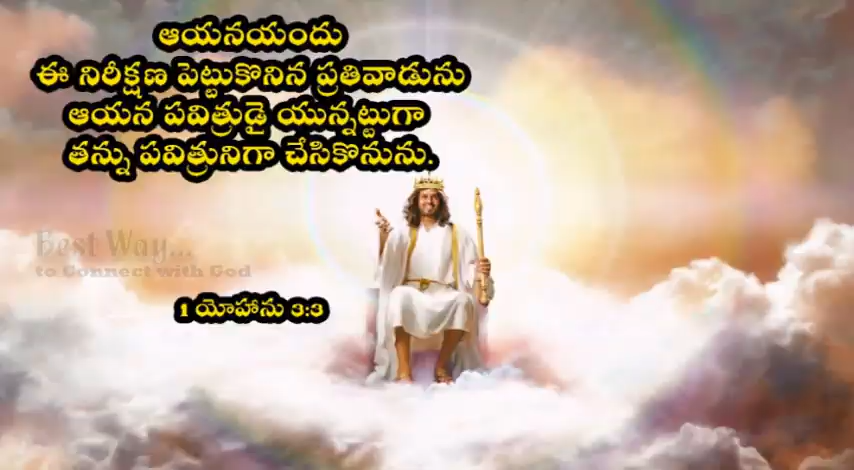 ఆయనయందు
ఈ నిరీక్షణ పెట్టుకొనిన ప్రతివాడును
ఆయన పవిత్రుడై యున్నట్టుగా
తన్ను పవిత్రునిగా చేసికొనును.
Best Way...
to Connect with God
1 యోహాను 3:3